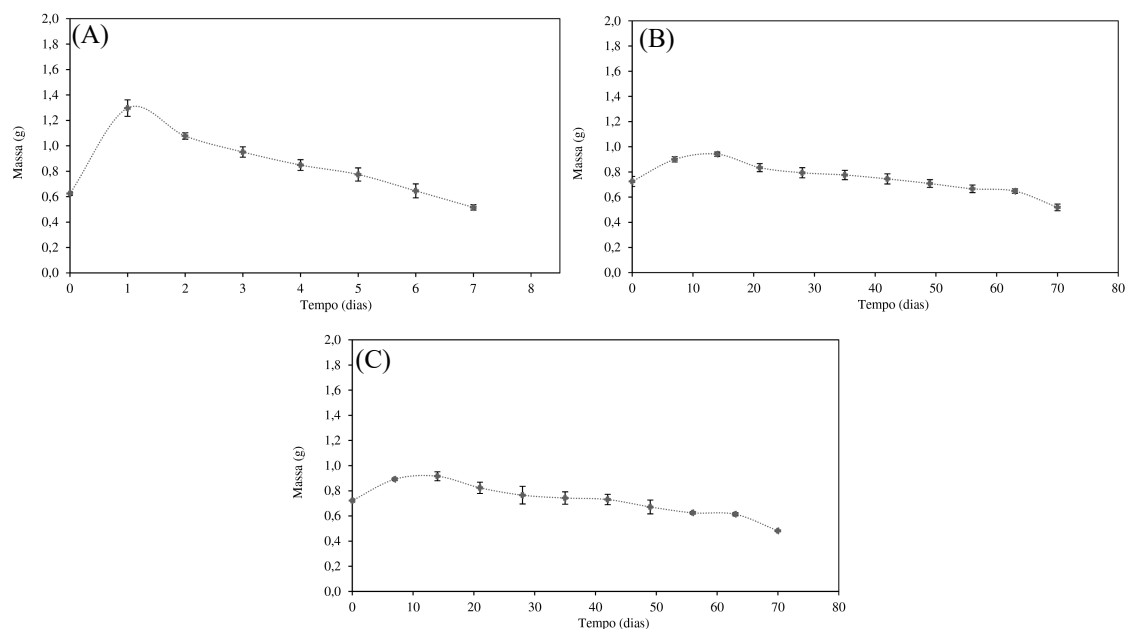 (A)
Massa (g)
2,0
1,8
1,6
1,4
1,2
1,0
0,8
0,6
0,4
0,2
0,0
0 1 2 3 4 5 6 7 8
Tempo (dias)
(B)
Massa (g)
2,0
1,8
1,6
1,4
1,2
1,0
0,8
0,6
0,4
0,2
0,0
0 10 20 30 40 50 60 70 80
Tempo (dias)
(C)
Massa (g)
2,0
1,8
1,6
1,4
1,2
1,0
0,8
0,6
0,4
0,2
0,0
0 10 20 30 40 50 60 70 80
Tempo (dias)